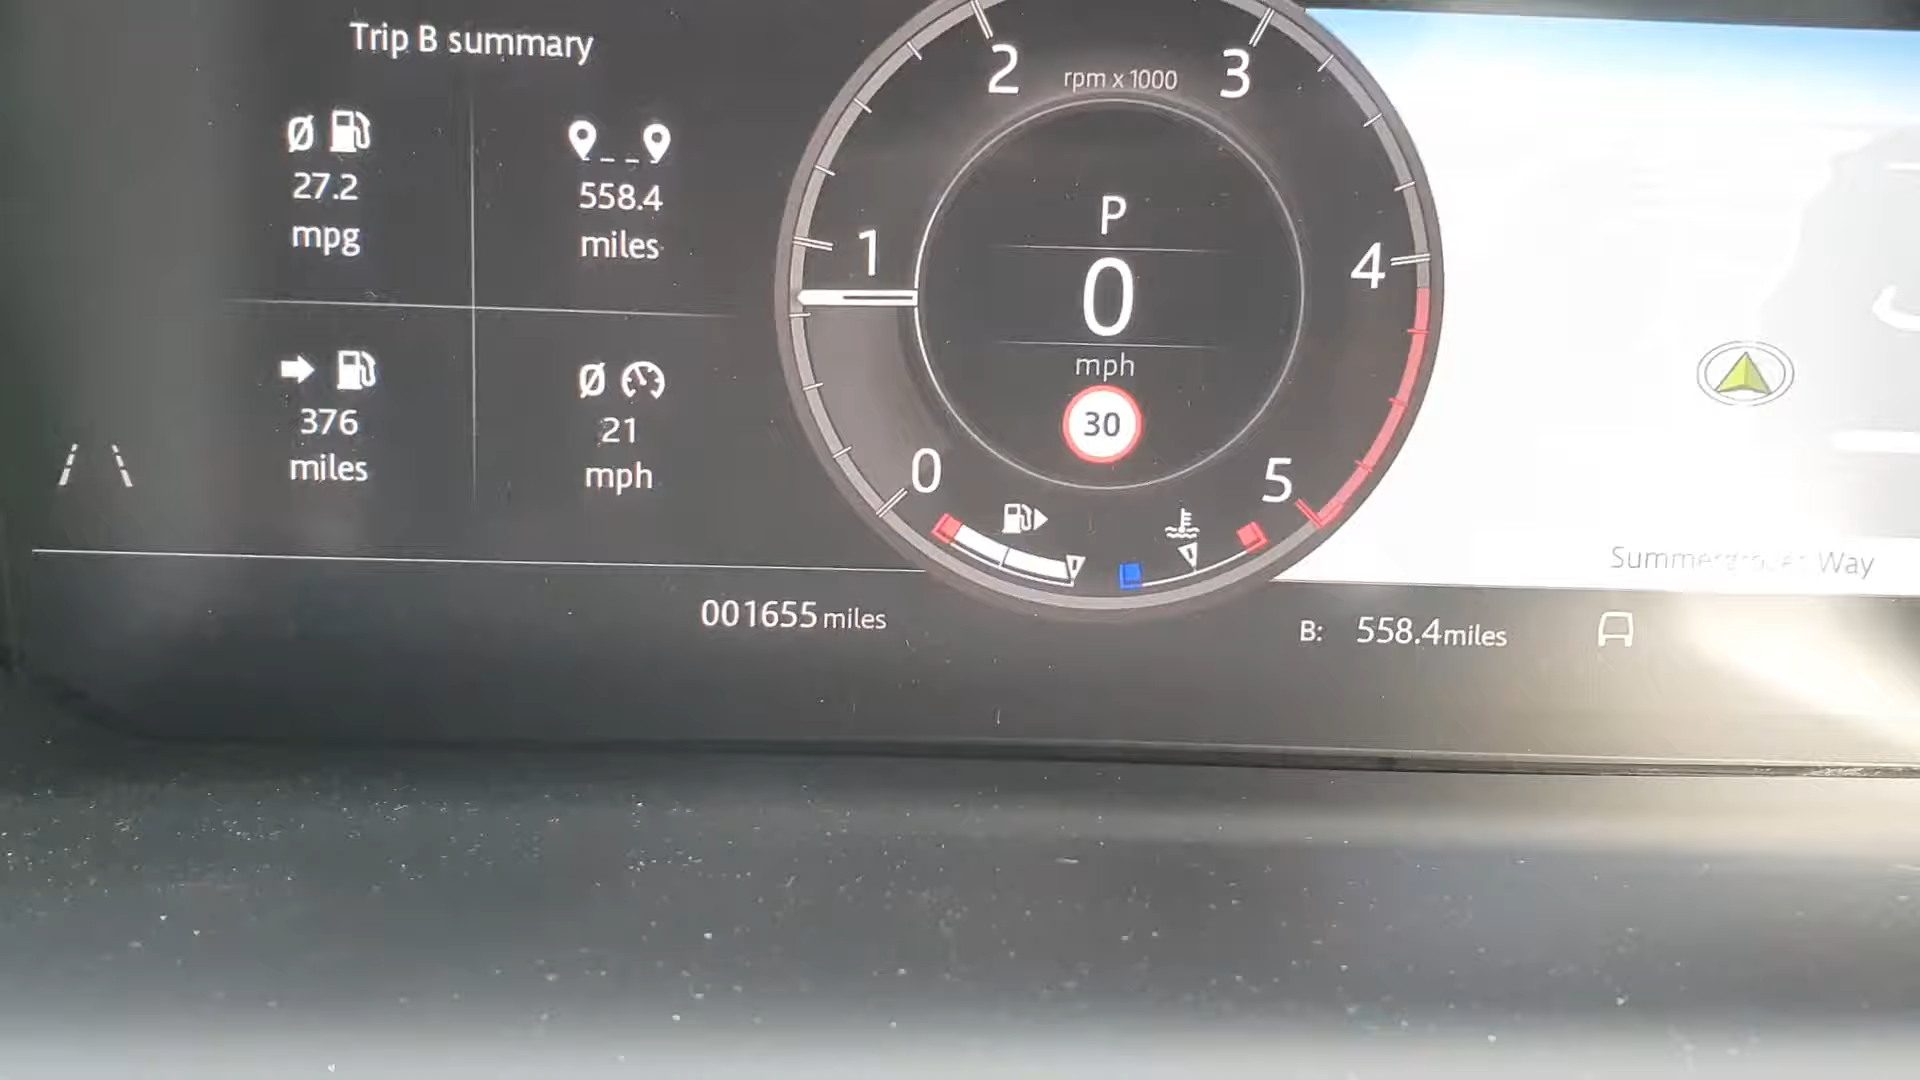 Trip B summary
27.2
mpg
558.4
miles
376
miles
21
mph
rpm x 1000
0
1
2
3
4
5
P
0
mph
30
Way
001655 miles
B: 558.4miles